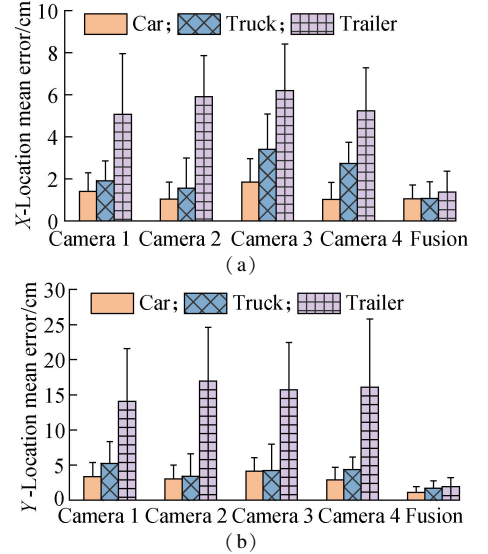 X-Location mean error/cm
10
8
6
4
2
0
Car; Truck; Trailer
Camera 1 Camera 2 Camera 3 Camera 4 Fusion
(a)
Y-Location mean error/cm
30
25
20
15
10
5
0
Car; Truck; Trailer
Camera 1 Camera 2 Camera 3 Camera 4 Fusion
(b)